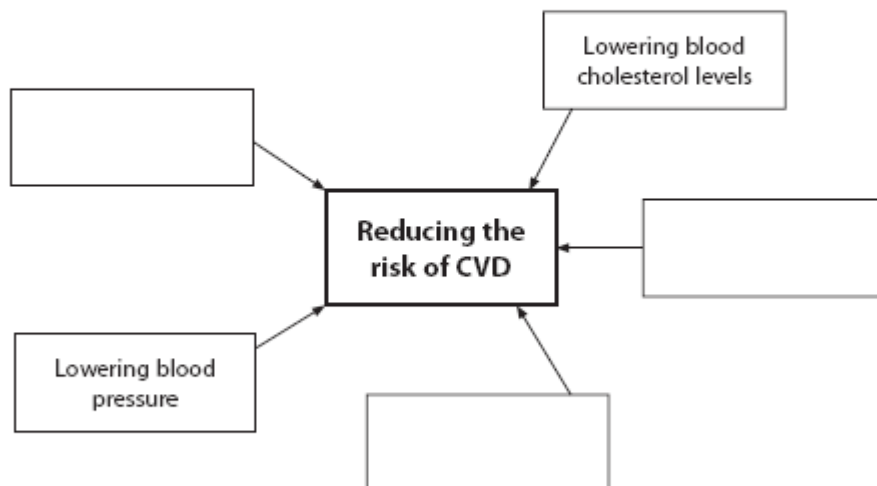 Lowering blood
cholesterol levels
Reducing the
risk of CVD
Lowering blood
pressure